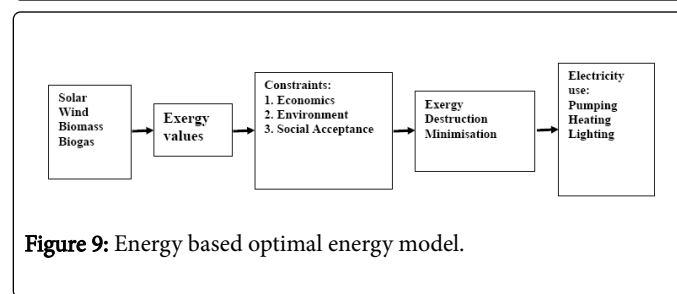 Solar
Wind
Biomass
Biogas
Exergy
values
Constraints:
1. Economics
2. Environment
3. Social Acceptance
Exergy
Destruction
Minimisation
Electricity
use:
Pumping
Heating
Lighting
Figure 9: Energy based optimal energy model.